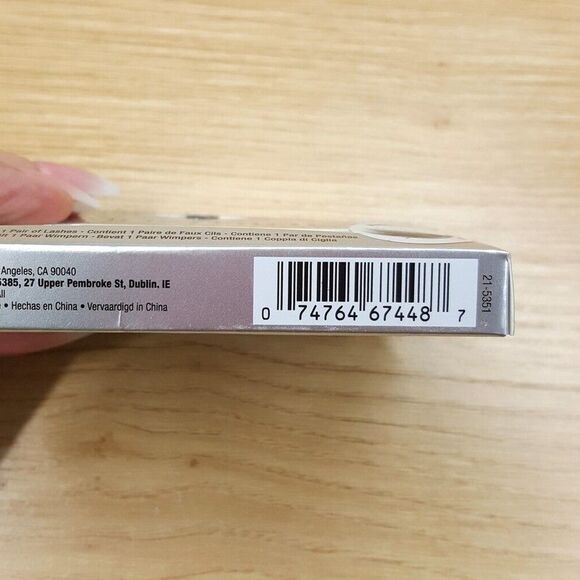 1 Pair of Lashes - Contient 1 Paire de Faux Cils - Contiene 1 Par de Pestañas
1 Paar Wimpern - Bevat 1 Paar Wimpers - Contiene 1 Coppia di Ciglia
Angeles, CA 90040
5385, 27 Upper Pembroke St, Dublin. IE
• Hechas en China • Vervaardigd in China
0 74764 67448 7
21-5351